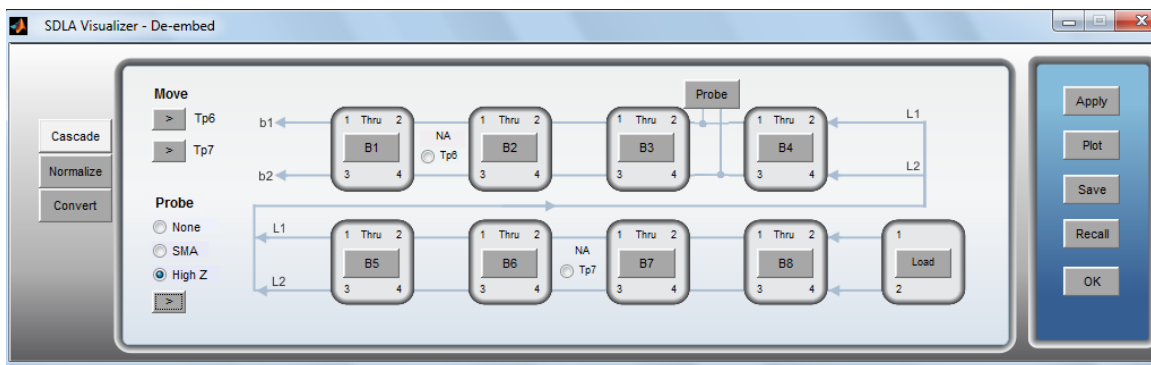 SDLA Visualizer - De-embed
Cascade
Normalize
Convert
Move
> Tp6
> Tp7
Probe
None
SMA
High Z
>
Probe
b1
b2
1 Thru 2
B1
3 4
NA
Tp6
1 Thru 2
B2
3 4
1 Thru 2
B3
3 4
1 Thru 2
B4
3 4
L1
L2
L1
L2
1 Thru 2
B5
3 4
1 Thru 2
B6
3 4
NA
Tp7
1 Thru 2
B7
3 4
1 Thru 2
B8
3 4
1
Load
2
Apply
Plot
Save
Recall
OK